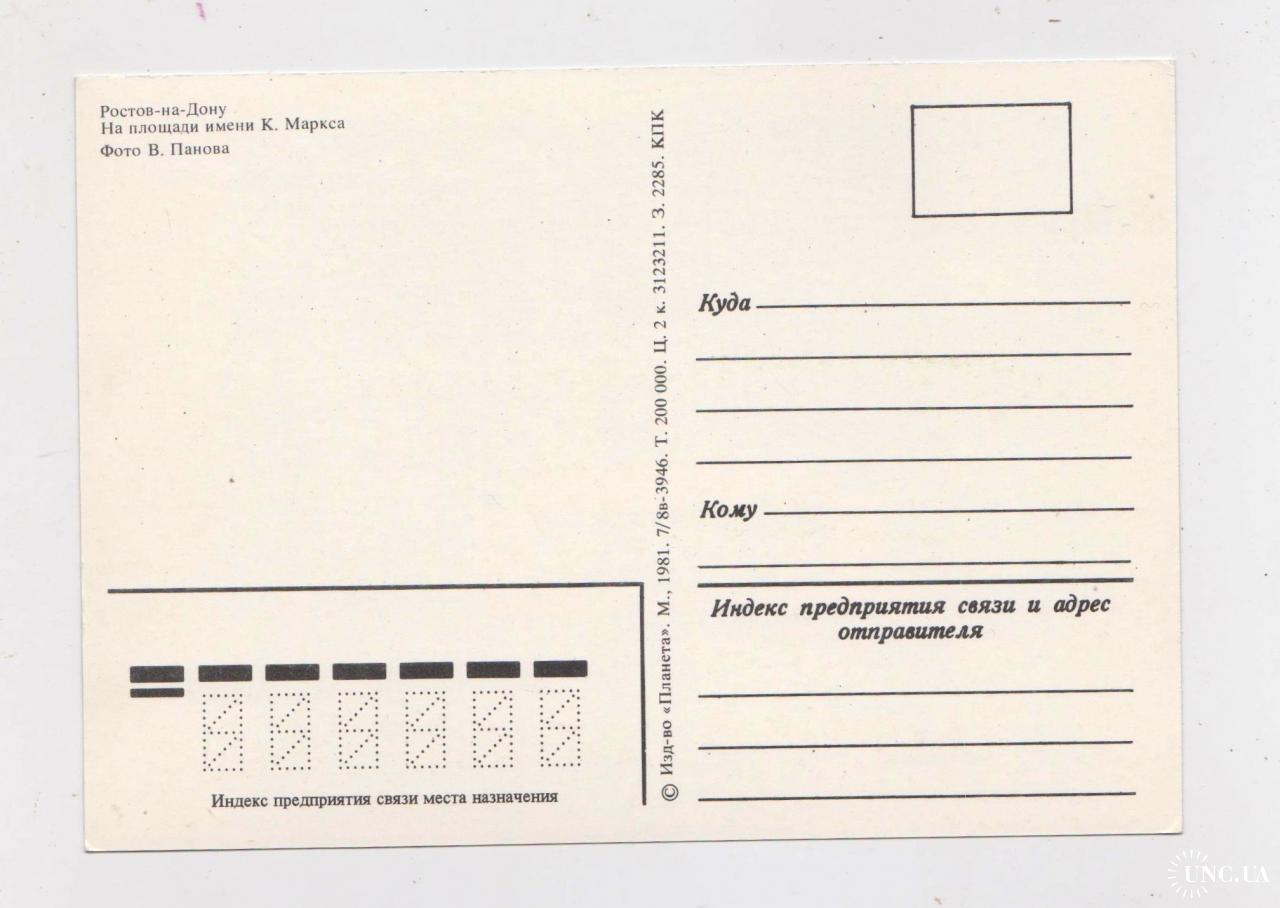 Ростов-на-Дону
На площади имени К. Маркса
Фото В. Панова
© Изд-во «Планета». М., 1981. 7/8в-3946. Т. 200 000. Ц. 2 к. 3123211. З. 2285. КПК
Куда
Кому
Индекс предприятия связи и адрес
отправителя
Индекс предприятия связи места назначения
UNC.UA